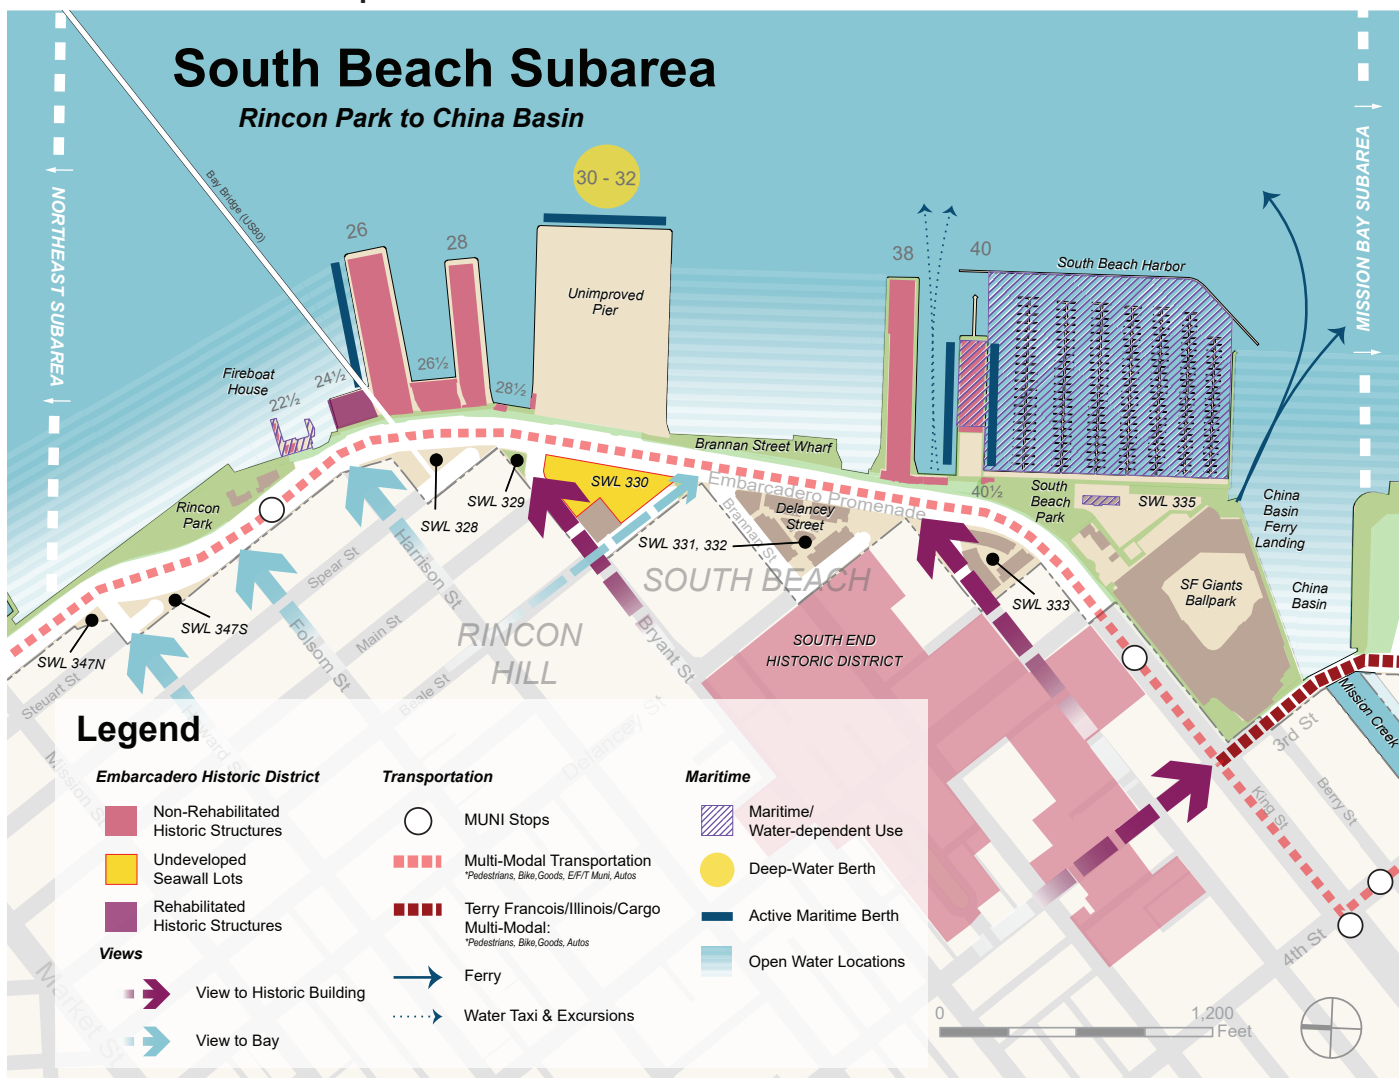 South Beach Subarea
Rincon Park to China Basin
NORTHEAST SUBAREA
MISSION BAY SUBAREA
Bay Bridge (US80)
30 - 32
26
28
38
40
South Beach Harbor
Unimproved
Pier
Fireboat
House
24½
22½
26½
28½
Brannan Street Wharf
Embarcadero Promenade
40½
South
Beach
Park
SWL 335
China
Basin
Ferry
Landing
China
Basin
SF Giants
Ballpark
Rincon
Park
SWL 328
SWL 329
SWL 330
SWL 331, 332
Delancey
Street
SWL 333
SWL 347S
SWL 347N
SOUTH BEACH
RINCON
HILL
SOUTH END
HISTORIC DISTRICT
Steuart St
Spear St
Main St
Beale St
Harrison St
Folsom St
Howard St
Mission St
Market St
Bryant St
Brannan St
Delancey St
Mission Creek
3rd St
Berry St
King St
4th St
Legend
Embarcadero Historic District
Non-Rehabilitated
Historic Structures
Undeveloped
Seawall Lots
Rehabilitated
Historic Structures
Views
View to Historic Building
View to Bay
Transportation
MUNI Stops
Multi-Modal Transportation
*Pedestrians, Bike,Goods, E/F/T Muni, Autos
Terry Francois/Illinois/Cargo
Multi-Modal:
*Pedestrians, Bike,Goods, Autos
Ferry
Water Taxi & Excursions
Maritime
Maritime/
Water-dependent Use
Deep-Water Berth
Active Maritime Berth
Open Water Locations
0
1,200
Feet